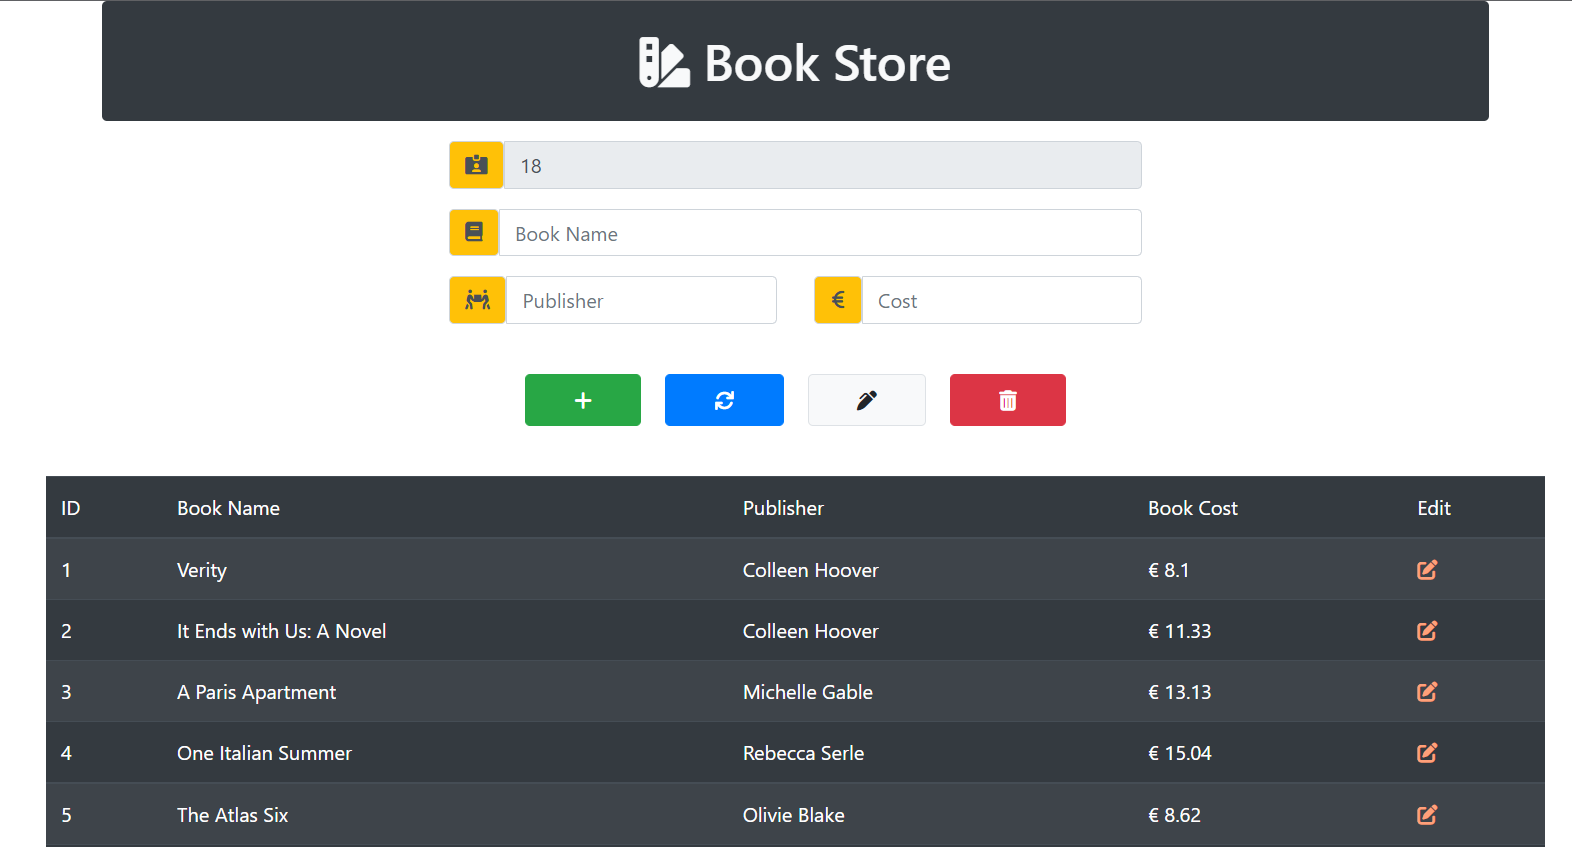 Book Store
18
Book Name
Publisher Cost
ID Book Name Publisher Book Cost Edit
1 Verity Colleen Hoover € 8.1
2 It Ends with Us: A Novel Colleen Hoover € 11.33
3 A Paris Apartment Michelle Gable € 13.13
4 One Italian Summer Rebecca Serle € 15.04
5 The Atlas Six Olivie Blake € 8.62